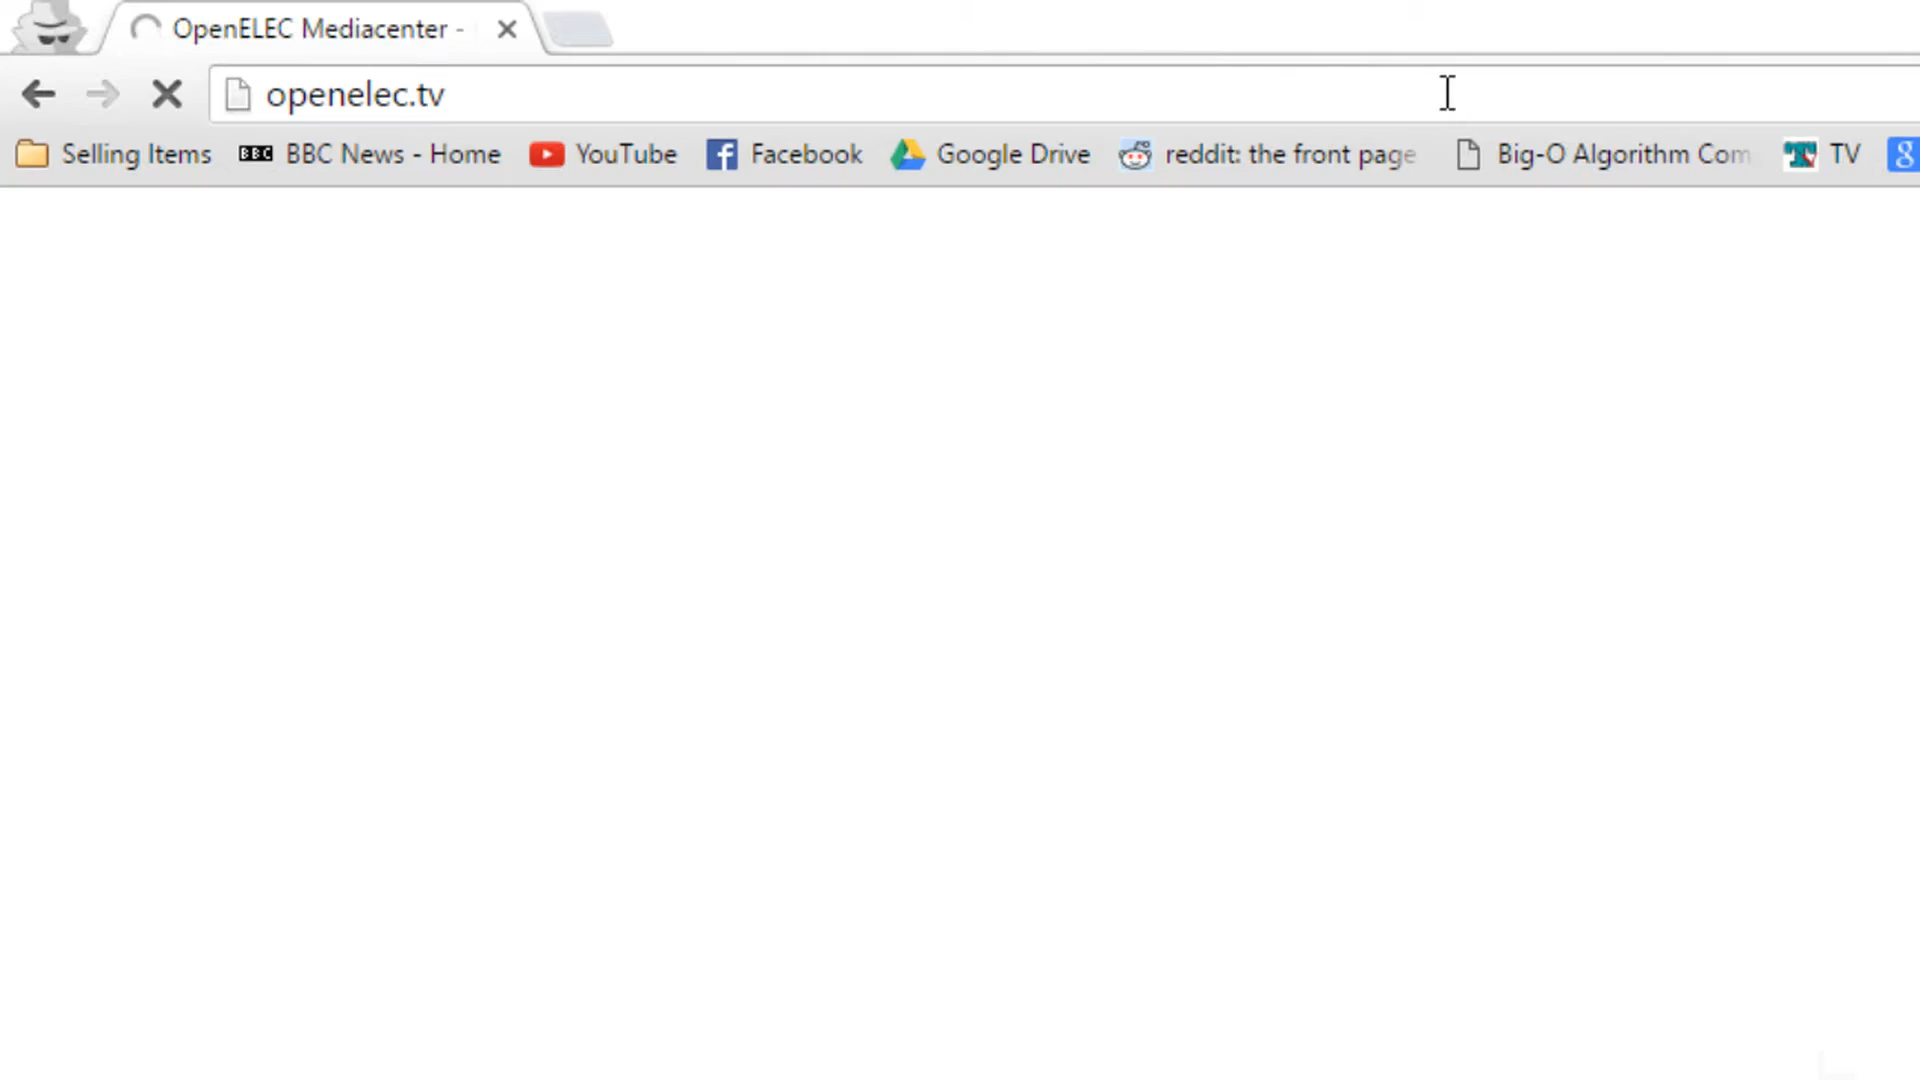 OpenELEC Mediacenter -
openelec.tv
Selling Items BBC BBC News - Home YouTube Facebook Google Drive reddit: the front page Big-O Algorithm Com TV g